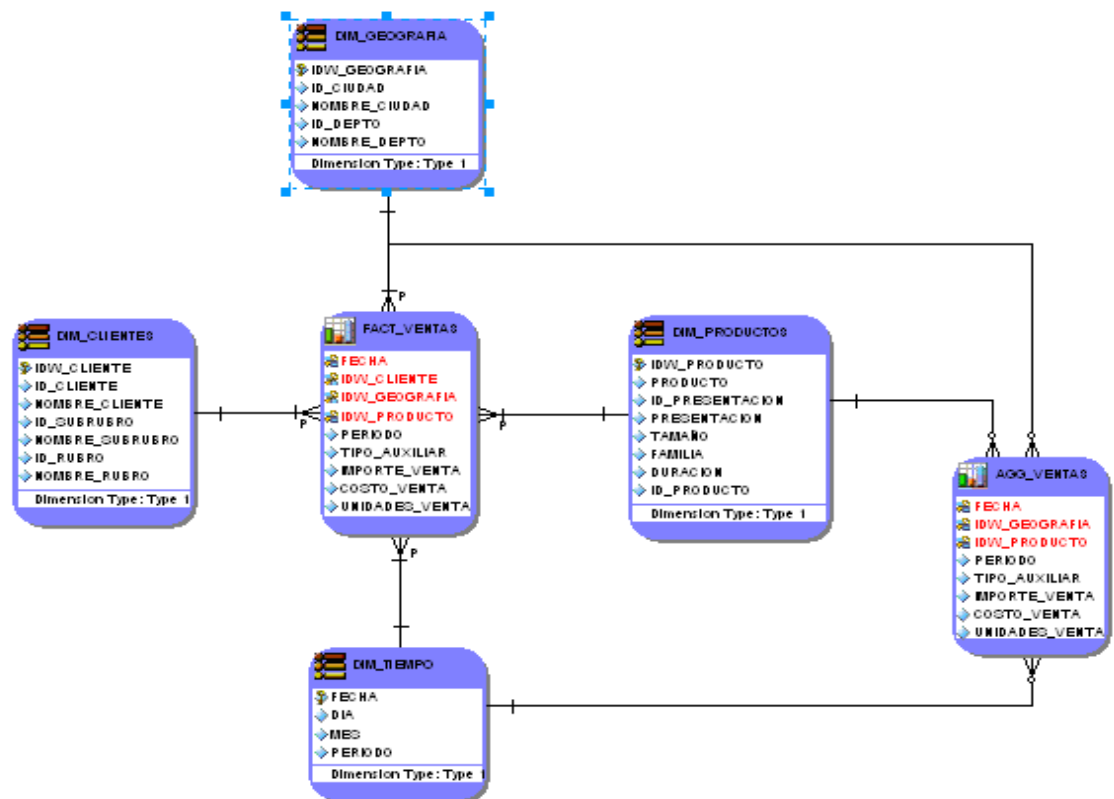 DIM_GEOGRAFIA
IDW_GEOGRAFIA
ID_CIUDAD
NOMBRE_CIUDAD
ID_DEPTO
NOMBRE_DEPTO
Dimension Type: Type 1
P
DIM_CLIENTES
IDW_CLIENTE
ID_CLIENTE
NOMBRE_CLIENTE
ID_SUBRUBRO
NOMBRE_SUBRUBRO
ID_RUBRO
NOMBRE_RUBRO
Dimension Type: Type 1
P
FACT_VENTAS
FECHA
IDW_CLIENTE
IDW_GEOGRAFIA
IDW_PRODUCTO
PERIODO
TIPO_AUXILIAR
IMPORTE_VENTA
COSTO_VENTA
UNIDADES_VENTA
P
P
DIM_PRODUCTOS
IDW_PRODUCTO
PRODUCTO
ID_PRESENTACION
PRESENTACION
TAMAÑO
FAMILIA
DURACION
ID_PRODUCTO
Dimension Type: Type 1
AGG_VENTAS
FECHA
IDW_GEOGRAFIA
IDW_PRODUCTO
PERIODO
TIPO_AUXILIAR
IMPORTE_VENTA
COSTO_VENTA
UNIDADES_VENTA
DIM_TIEMPO
FECHA
DIA
MES
PERIODO
Dimension Type: Type 1